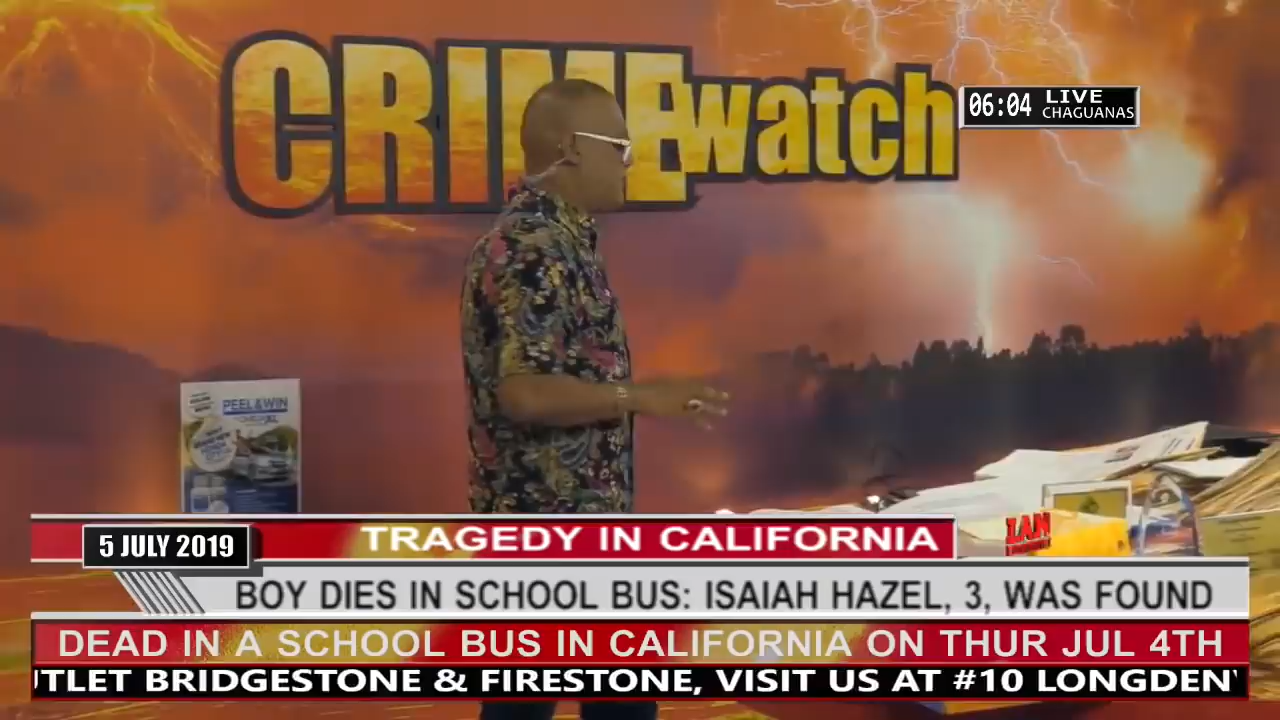 CRIMEwatch
06:04 LIVE
CHAGUANAS
PEEL & WIN
IAN
5 JULY 2019
TRAGEDY IN CALIFORNIA
BOY DIES IN SCHOOL BUS: ISAIAH HAZEL, 3, WAS FOUND
DEAD IN A SCHOOL BUS IN CALIFORNIA ON THUR JUL 4TH
UTLET BRIDGESTONE & FIRESTONE, VISIT US AT #10 LONGDEN